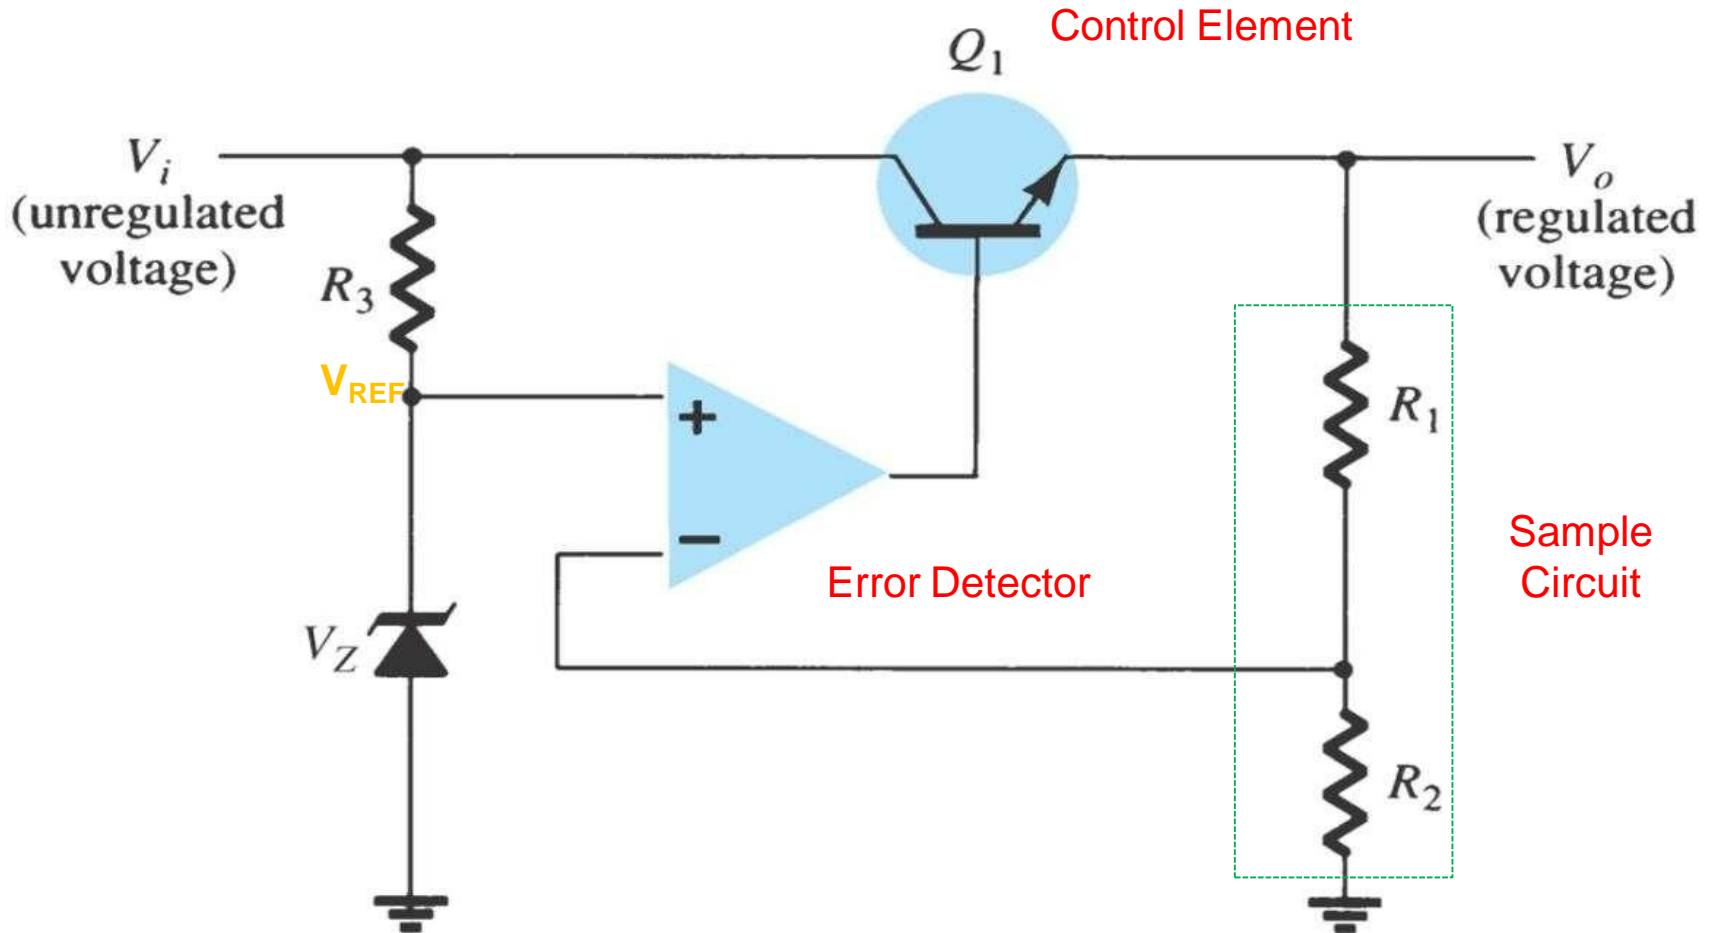 Control Element
Q1
Vi
(unregulated
voltage)
Vo
(regulated
voltage)
R3
VREF
+
R1
−
Sample
Circuit
Error Detector
VZ
R2